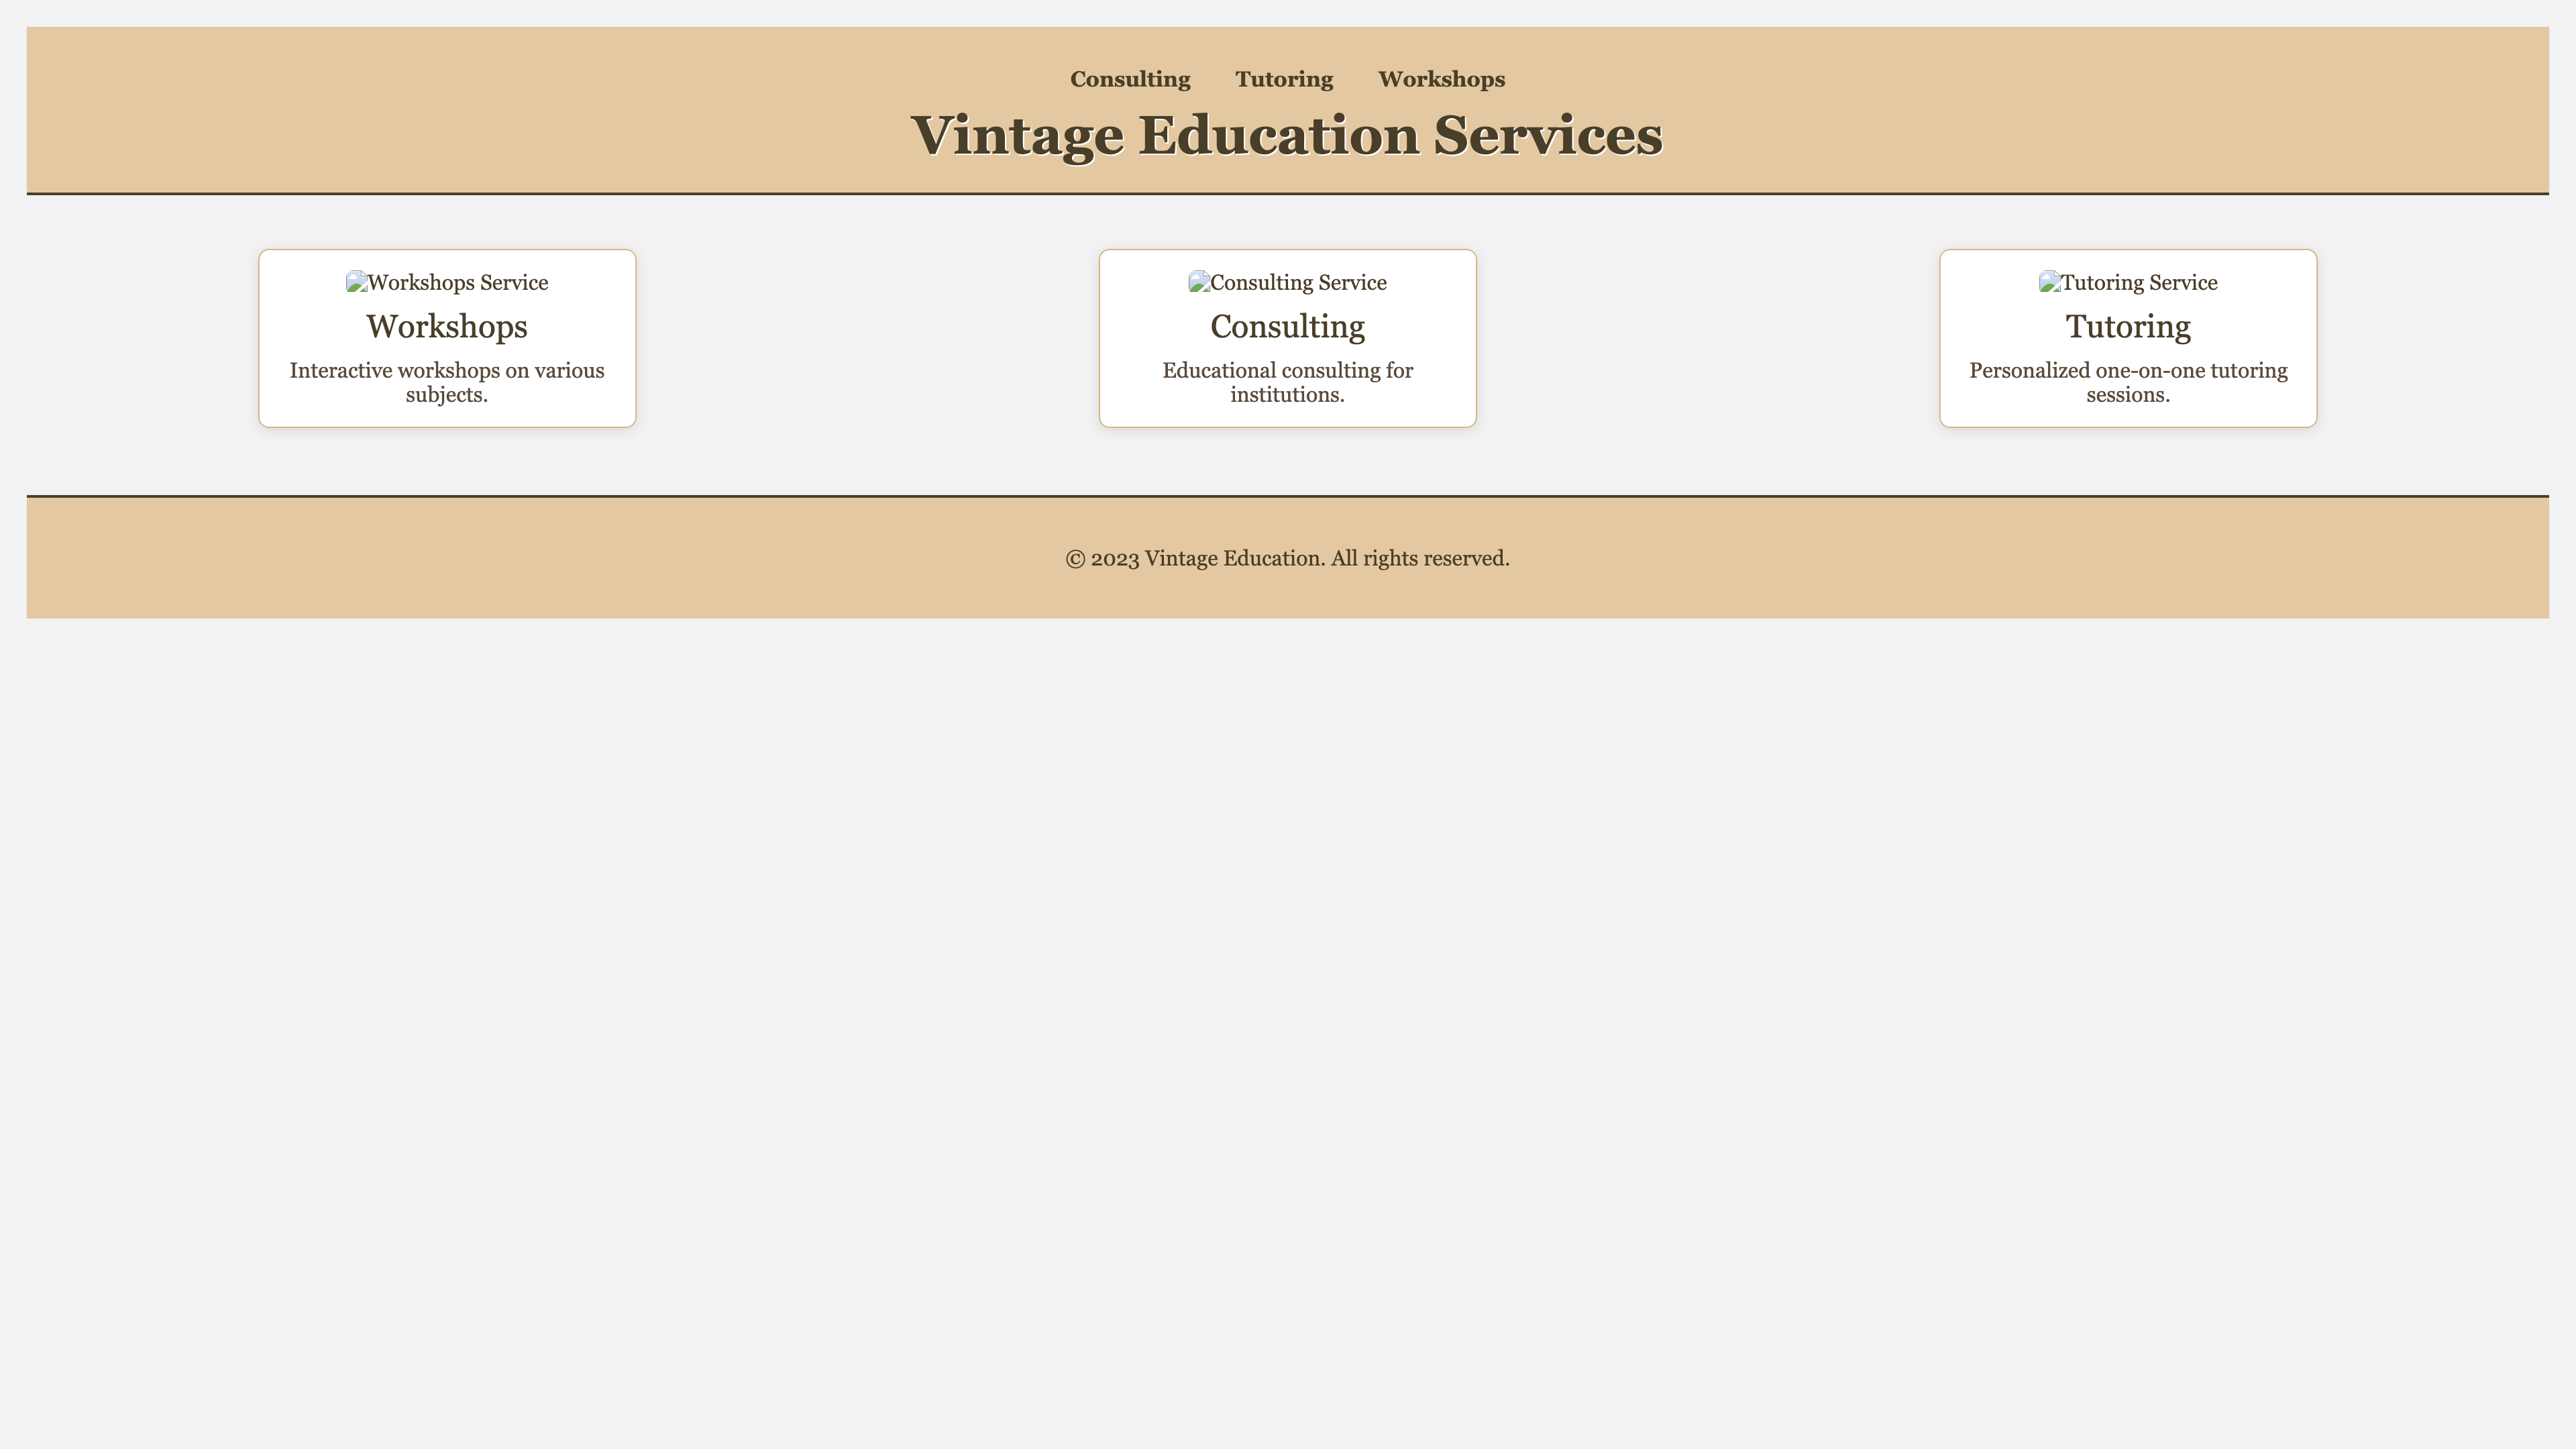 Consulting Tutoring Workshops
Vintage Education Services
Workshops Service
Workshops
Interactive workshops on various
subjects.
Consulting Service
Consulting
Educational consulting for
institutions.
Tutoring Service
Tutoring
Personalized one-on-one tutoring
sessions.
© 2023 Vintage Education. All rights reserved.